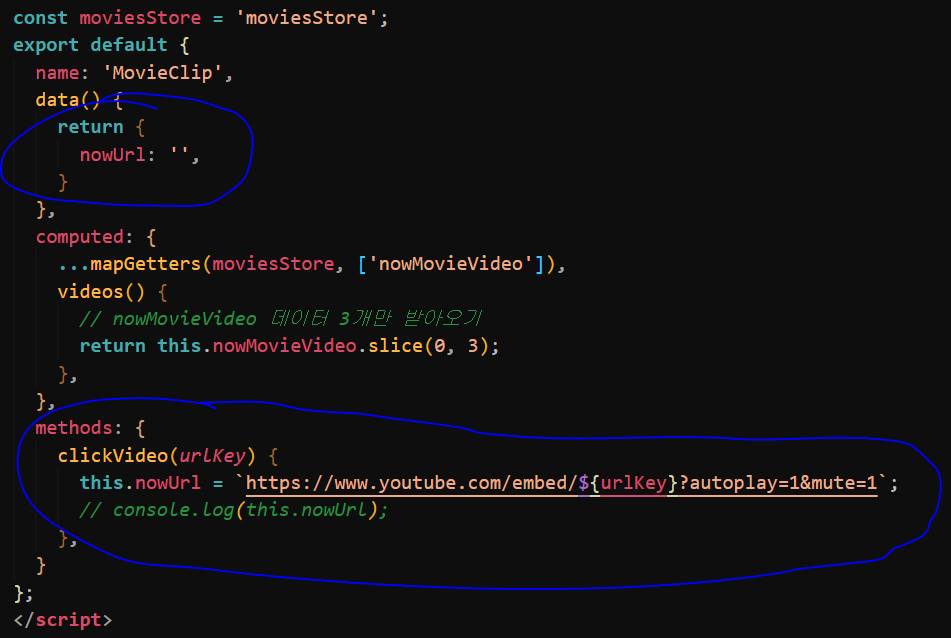 const moviesStore = 'moviesStore';
export default {
name: 'MovieClip',
data() {
return {
nowUrl: '',
}
},
computed: {
...mapGetters(moviesStore, ['nowMovieVideo']),
videos() {
// nowMovieVideo 데이터 3개만 받아오기
return this.nowMovieVideo.slice(0, 3);
},
},
methods: {
clickVideo(urlKey) {
this.nowUrl = `https://www.youtube.com/embed/${urlKey}?autoplay=1&mute=1`;
// console.log(this.nowUrl);
},
}
};
</script>